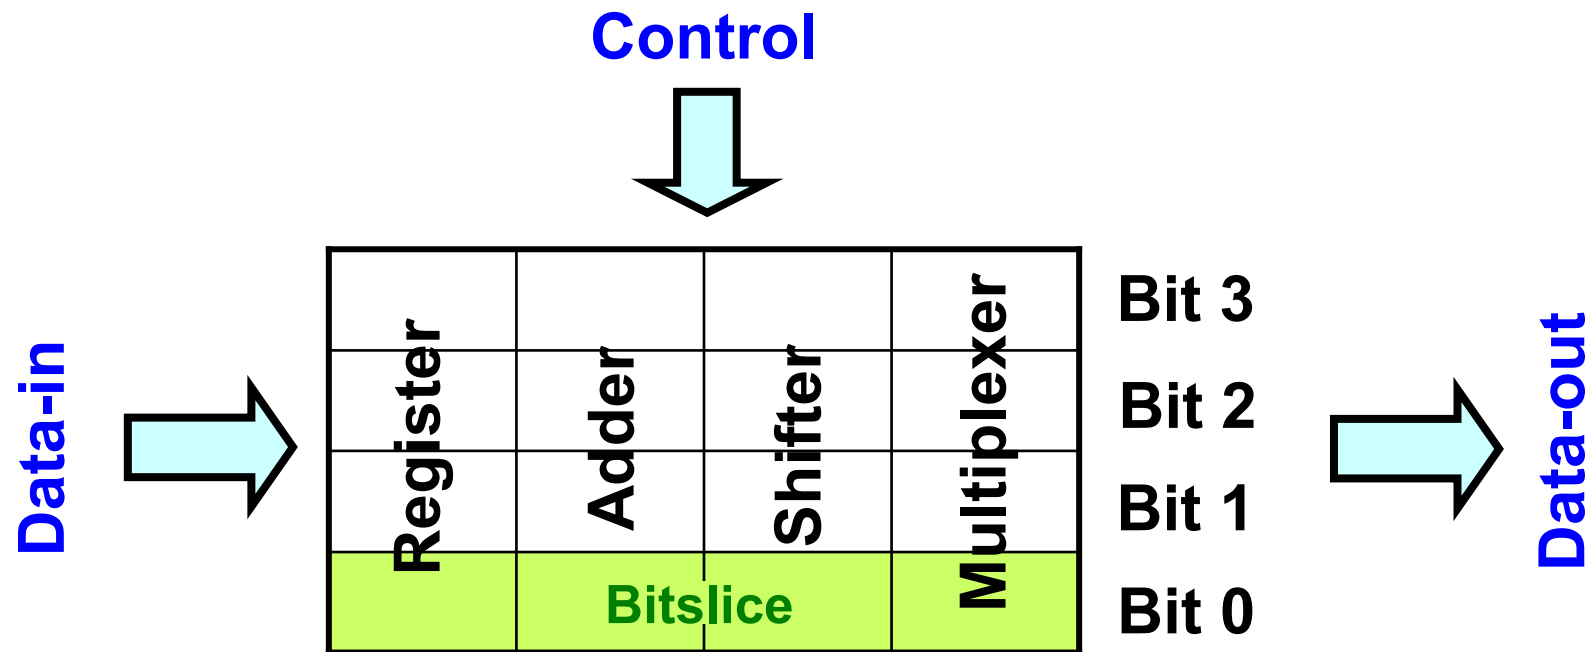 Control
Data-in
Register
Adder
Shifter
Multiplexer
Bit 3
Bit 2
Bit 1
Bit 0
Bitslice
Data-out